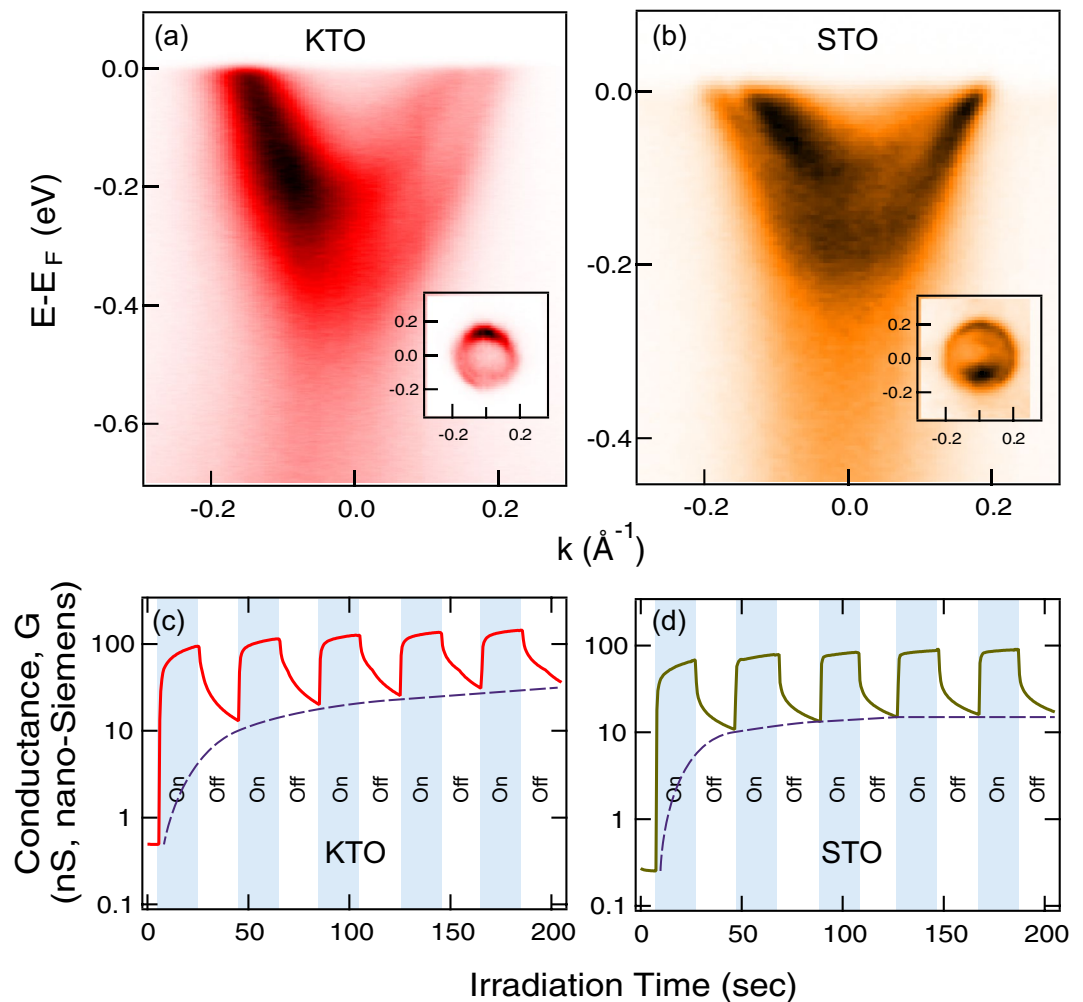 (a) KTO
(b) STO
0.0
-0.2
-0.4
-0.6
E-E_F (eV)
0.2
0.0
-0.2
-0.2 0.2
-0.2 0.0 0.2
0.0
-0.2
-0.4
0.2
0.0
-0.2
-0.2 0.2
-0.2 0.0 0.2
k (Å⁻¹)
Conductance, G
(nS, nano-Siemens)
(c)
100
10
1
0.1
On Off On Off On Off On Off On Off
KTO
0 50 100 150 200
(d)
100
10
1
0.1
On Off On Off On Off On Off On Off
STO
0 50 100 150 200
Irradiation Time (sec)